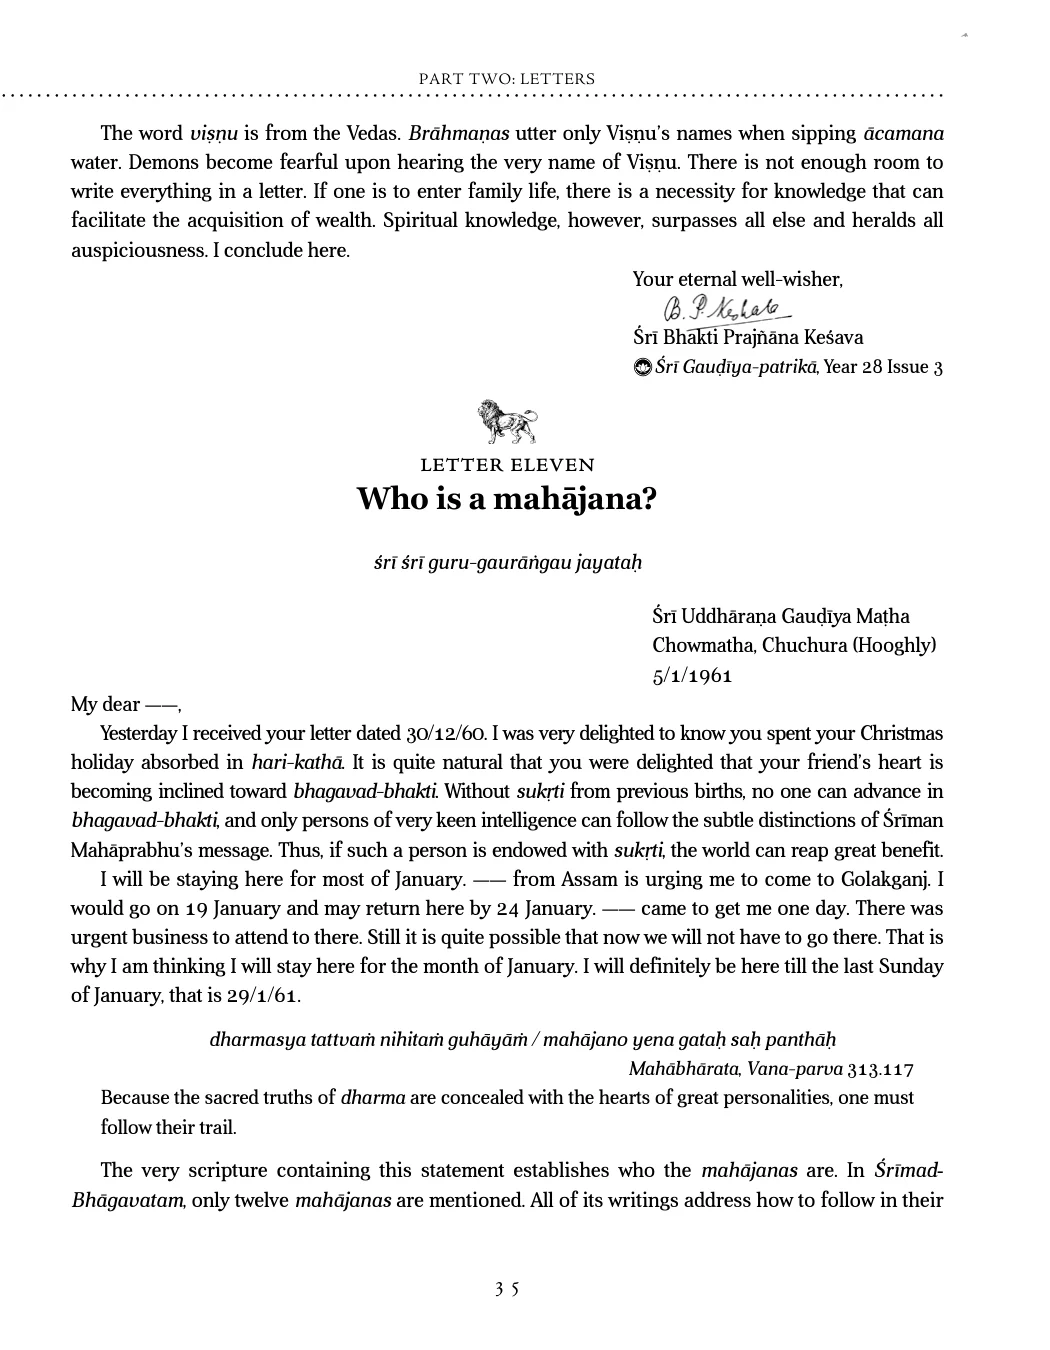 PART TWO: LETTERS
The word viṣṇu is from the Vedas. Brāhmaṇas utter only Viṣṇu’s names when sipping ācamana
water. Demons become fearful upon hearing the very name of Viṣṇu. There is not enough room to
write everything in a letter. If one is to enter family life, there is a necessity for knowledge that can
facilitate the acquisition of wealth. Spiritual knowledge, however, surpasses all else and heralds all
auspiciousness. I conclude here.
Your eternal well-wisher,
B. P. Keshab
Śrī Bhakti Prajñāna Keśava
Śrī Gauḍīya-patrikā, Year 28 Issue 3
LETTER ELEVEN
Who is a mahājana?
śrī śrī guru-gaurāṅgau jayataḥ
Śrī Uddhāraṇa Gauḍīya Maṭha
Chowmatha, Chuchura (Hooghly)
5/1/1961
My dear ——,
Yesterday I received your letter dated 30/12/60. I was very delighted to know you spent your Christmas
holiday absorbed in hari-kathā. It is quite natural that you were delighted that your friend’s heart is
becoming inclined toward bhagavad-bhakti. Without sukṛti from previous births, no one can advance in
bhagavad-bhakti, and only persons of very keen intelligence can follow the subtle distinctions of Śrīman
Mahāprabhu’s message. Thus, if such a person is endowed with sukṛti, the world can reap great benefit.
I will be staying here for most of January. —— from Assam is urging me to come to Golakganj. I
would go on 19 January and may return here by 24 January. —— came to get me one day. There was
urgent business to attend to there. Still it is quite possible that now we will not have to go there. That is
why I am thinking I will stay here for the month of January. I will definitely be here till the last Sunday
of January, that is 29/1/61.
dharmasya tattvaṁ nihitaṁ guhāyāṁ / mahājano yena gataḥ saḥ panthāḥ
Mahābhārata, Vana-parva 313.117
Because the sacred truths of dharma are concealed with the hearts of great personalities, one must
follow their trail.
The very scripture containing this statement establishes who the mahājanas are. In Śrīmad-
Bhāgavatam, only twelve mahājanas are mentioned. All of its writings address how to follow in their
35